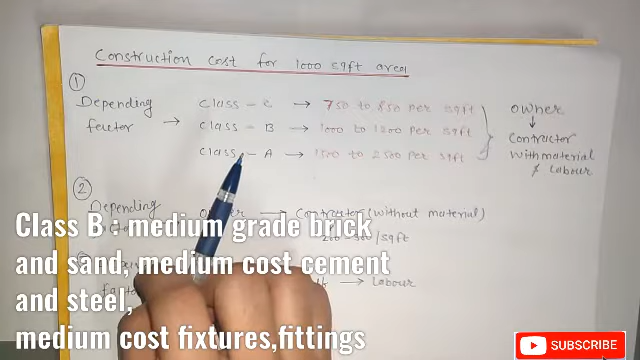 Construction cost for 1000 sqft area
①
Depending factor → Class - C → 750 to 850 per sqft
Class - B → 1000 to 1200 per sqft
Class - A → to 2500 per sqft
owner
↓
Contractor
with material
& Labour
②
Depending
→ Contractor (without material)
/sqft
→ Labour
Class B : medium grade brick
and sand, medium cost cement
and steel,
medium cost fixtures,fittings
SUBSCRIBE